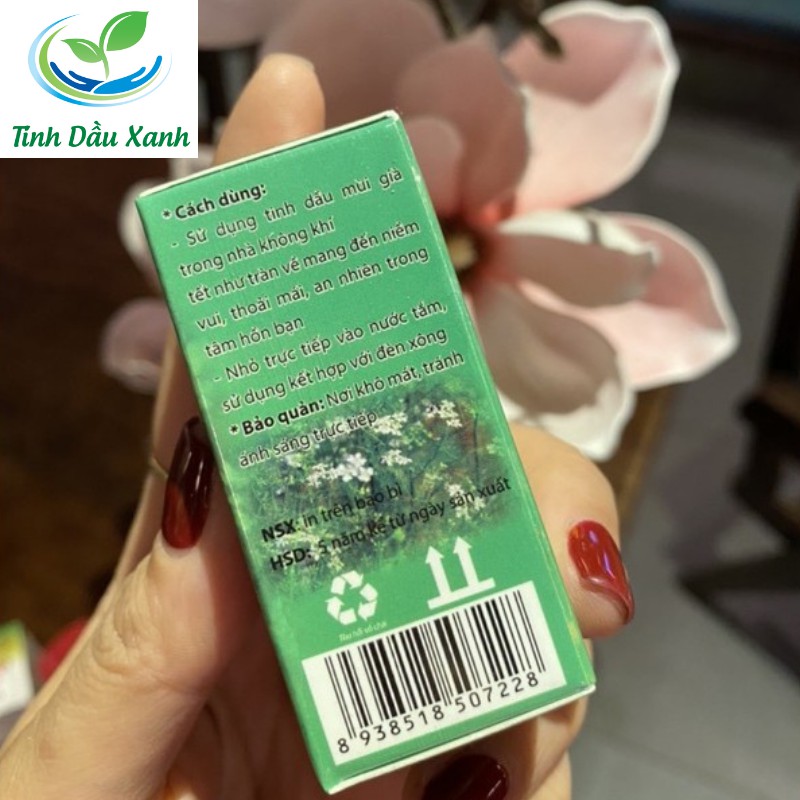 Tinh Dầu Xanh
* Cách dùng:
- Sử dụng tinh dầu mùi già
trong nhà không khí
tết như tràn về mang đến niềm
vui, thoải mái, an nhiên trong
tâm hồn bạn
- Nhỏ trực tiếp vào nước tắm,
sử dụng kết hợp với đèn xông
* Bảo quản: Nơi khô mát, tránh
ánh sáng trực tiếp
NSX: in trên bao bì
HSD: 5 năm kể từ ngày sản xuất
8 938518 507228